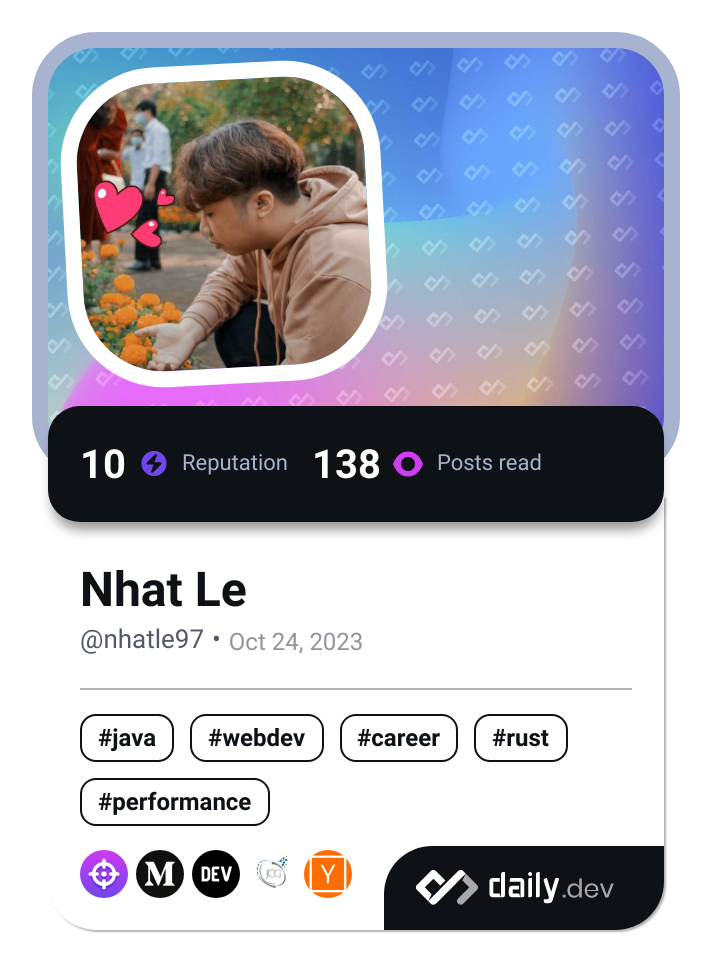 10 Reputation 138 Posts read
Nhat Le
@nhatle97 • Oct 24, 2023
#java #webdev #career #rust
#performance
M DEV JCG Y daily.dev